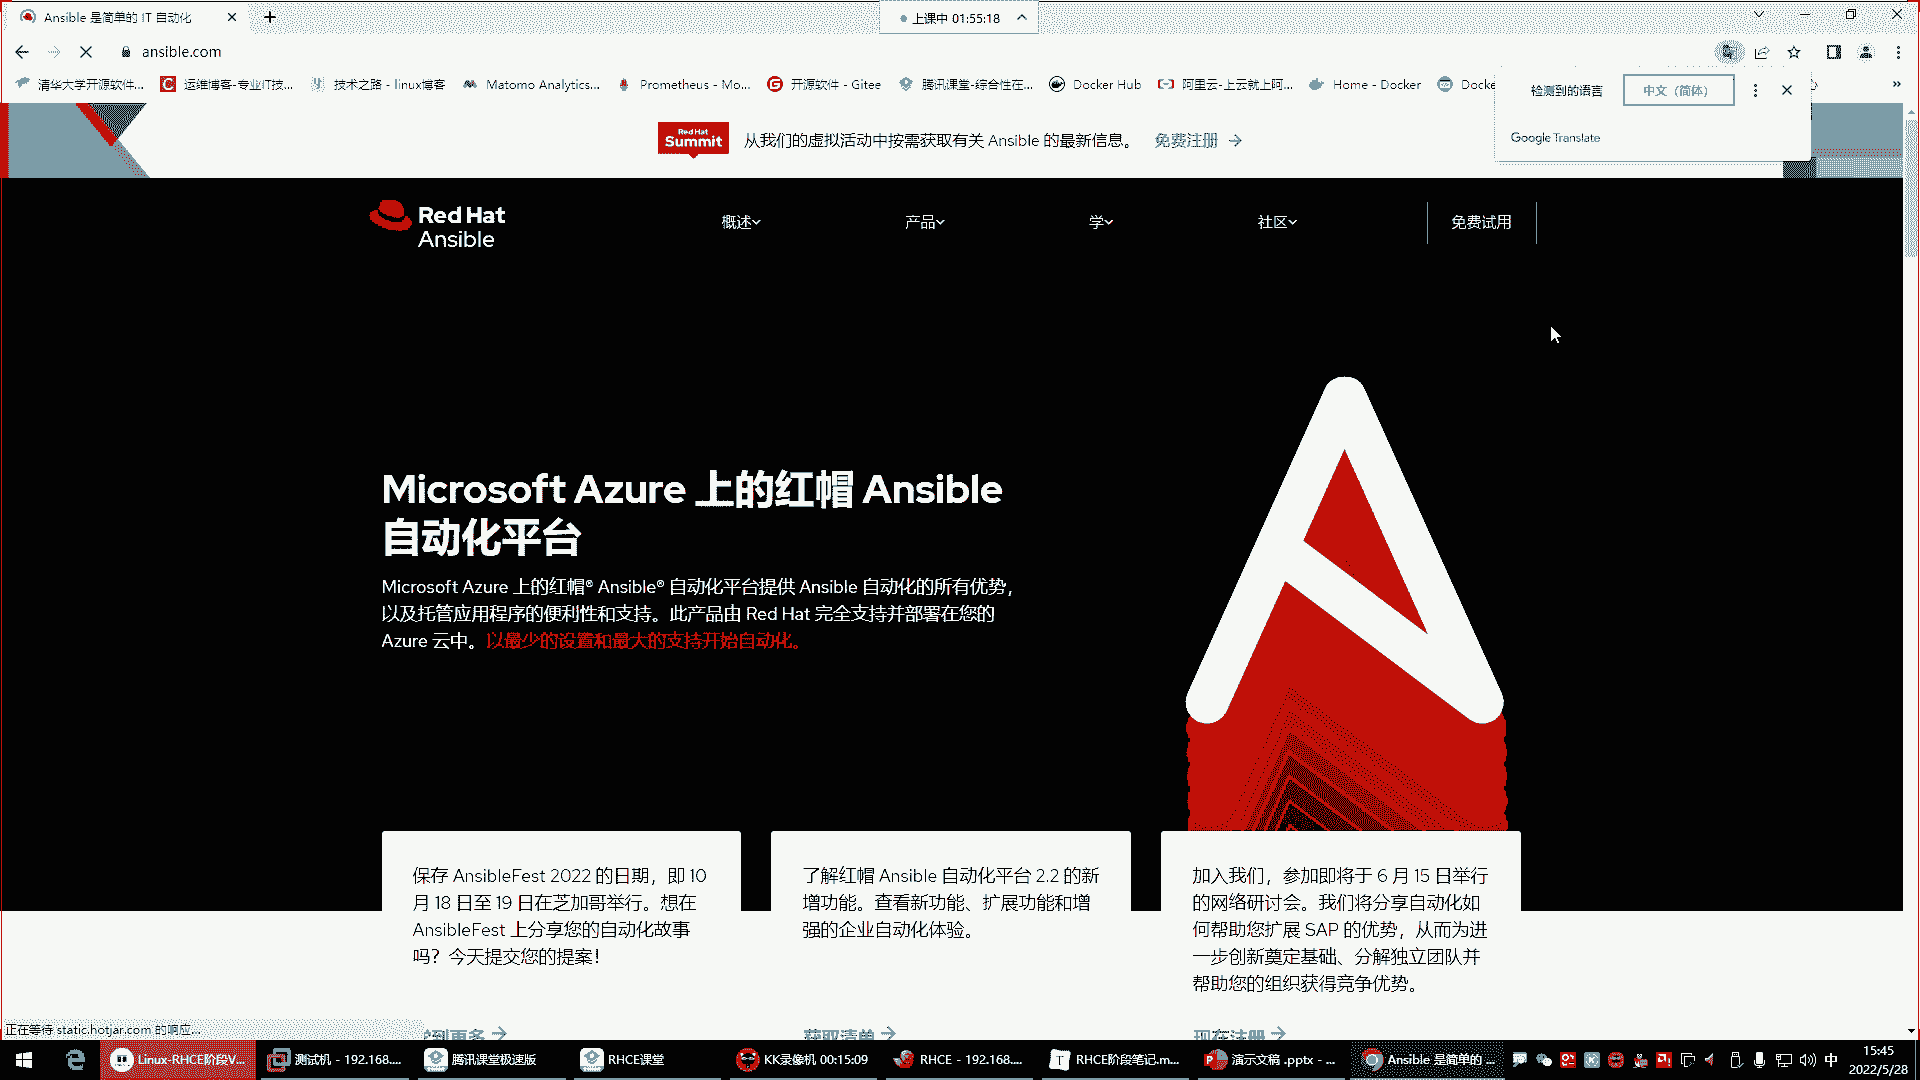 Ansible 是简单的 IT 自动化
上课中 01:55:18
ansible.com
清华大学开源软件...
运维博客-专业IT技...
技术之路 - linux博客
Matomo Analytics...
Prometheus - Mo...
开源软件 - Gitee
腾讯课堂-综合性在...
Docker Hub
阿里云-上云就上阿...
Home - Docker
Docke
检测到的语言
中文（简体）
Google Translate
Red Hat
Summit
从我们的虚拟活动中按需获取有关 Ansible 的最新信息。 免费注册 →
Red Hat
Ansible
概述
产品
学
社区
免费试用
Microsoft Azure 上的红帽 Ansible
自动化平台
Microsoft Azure 上的红帽® Ansible® 自动化平台提供 Ansible 自动化的所有优势，
以及托管应用程序的便利性和支持。此产品由 Red Hat 完全支持并部署在您的
Azure 云中。以最少的设置和最大的支持开始自动化。
保存 AnsibleFest 2022 的日期，即 10
月 18 日至 19 日在芝加哥举行。想在
AnsibleFest 上分享您的自动化故事
吗？今天提交您的提案！
了解红帽 Ansible 自动化平台 2.2 的新
增功能。查看新功能、扩展功能和增
强的企业自动化体验。
获取清单 →
加入我们，参加即将于 6 月 15 日举行
的网络研讨会。我们将分享自动化如
何帮助您扩展 SAP 的优势，从而为进
一步创新奠定基础、分解独立团队并
帮助您的组织获得竞争优势。
现在注册 →
正在等待 static.hotjar.com 的响应...
到更多 →
Linux-RHCE阶段V...
测试机 - 192.168....
腾讯课堂极速版
RHCE课堂
KK录像机 00:15:09
RHCE - 192.168....
RHCE阶段笔记.m...
演示文稿 .pptx - ...
Ansible 是简单的 ...
中
15:45
2022/5/28